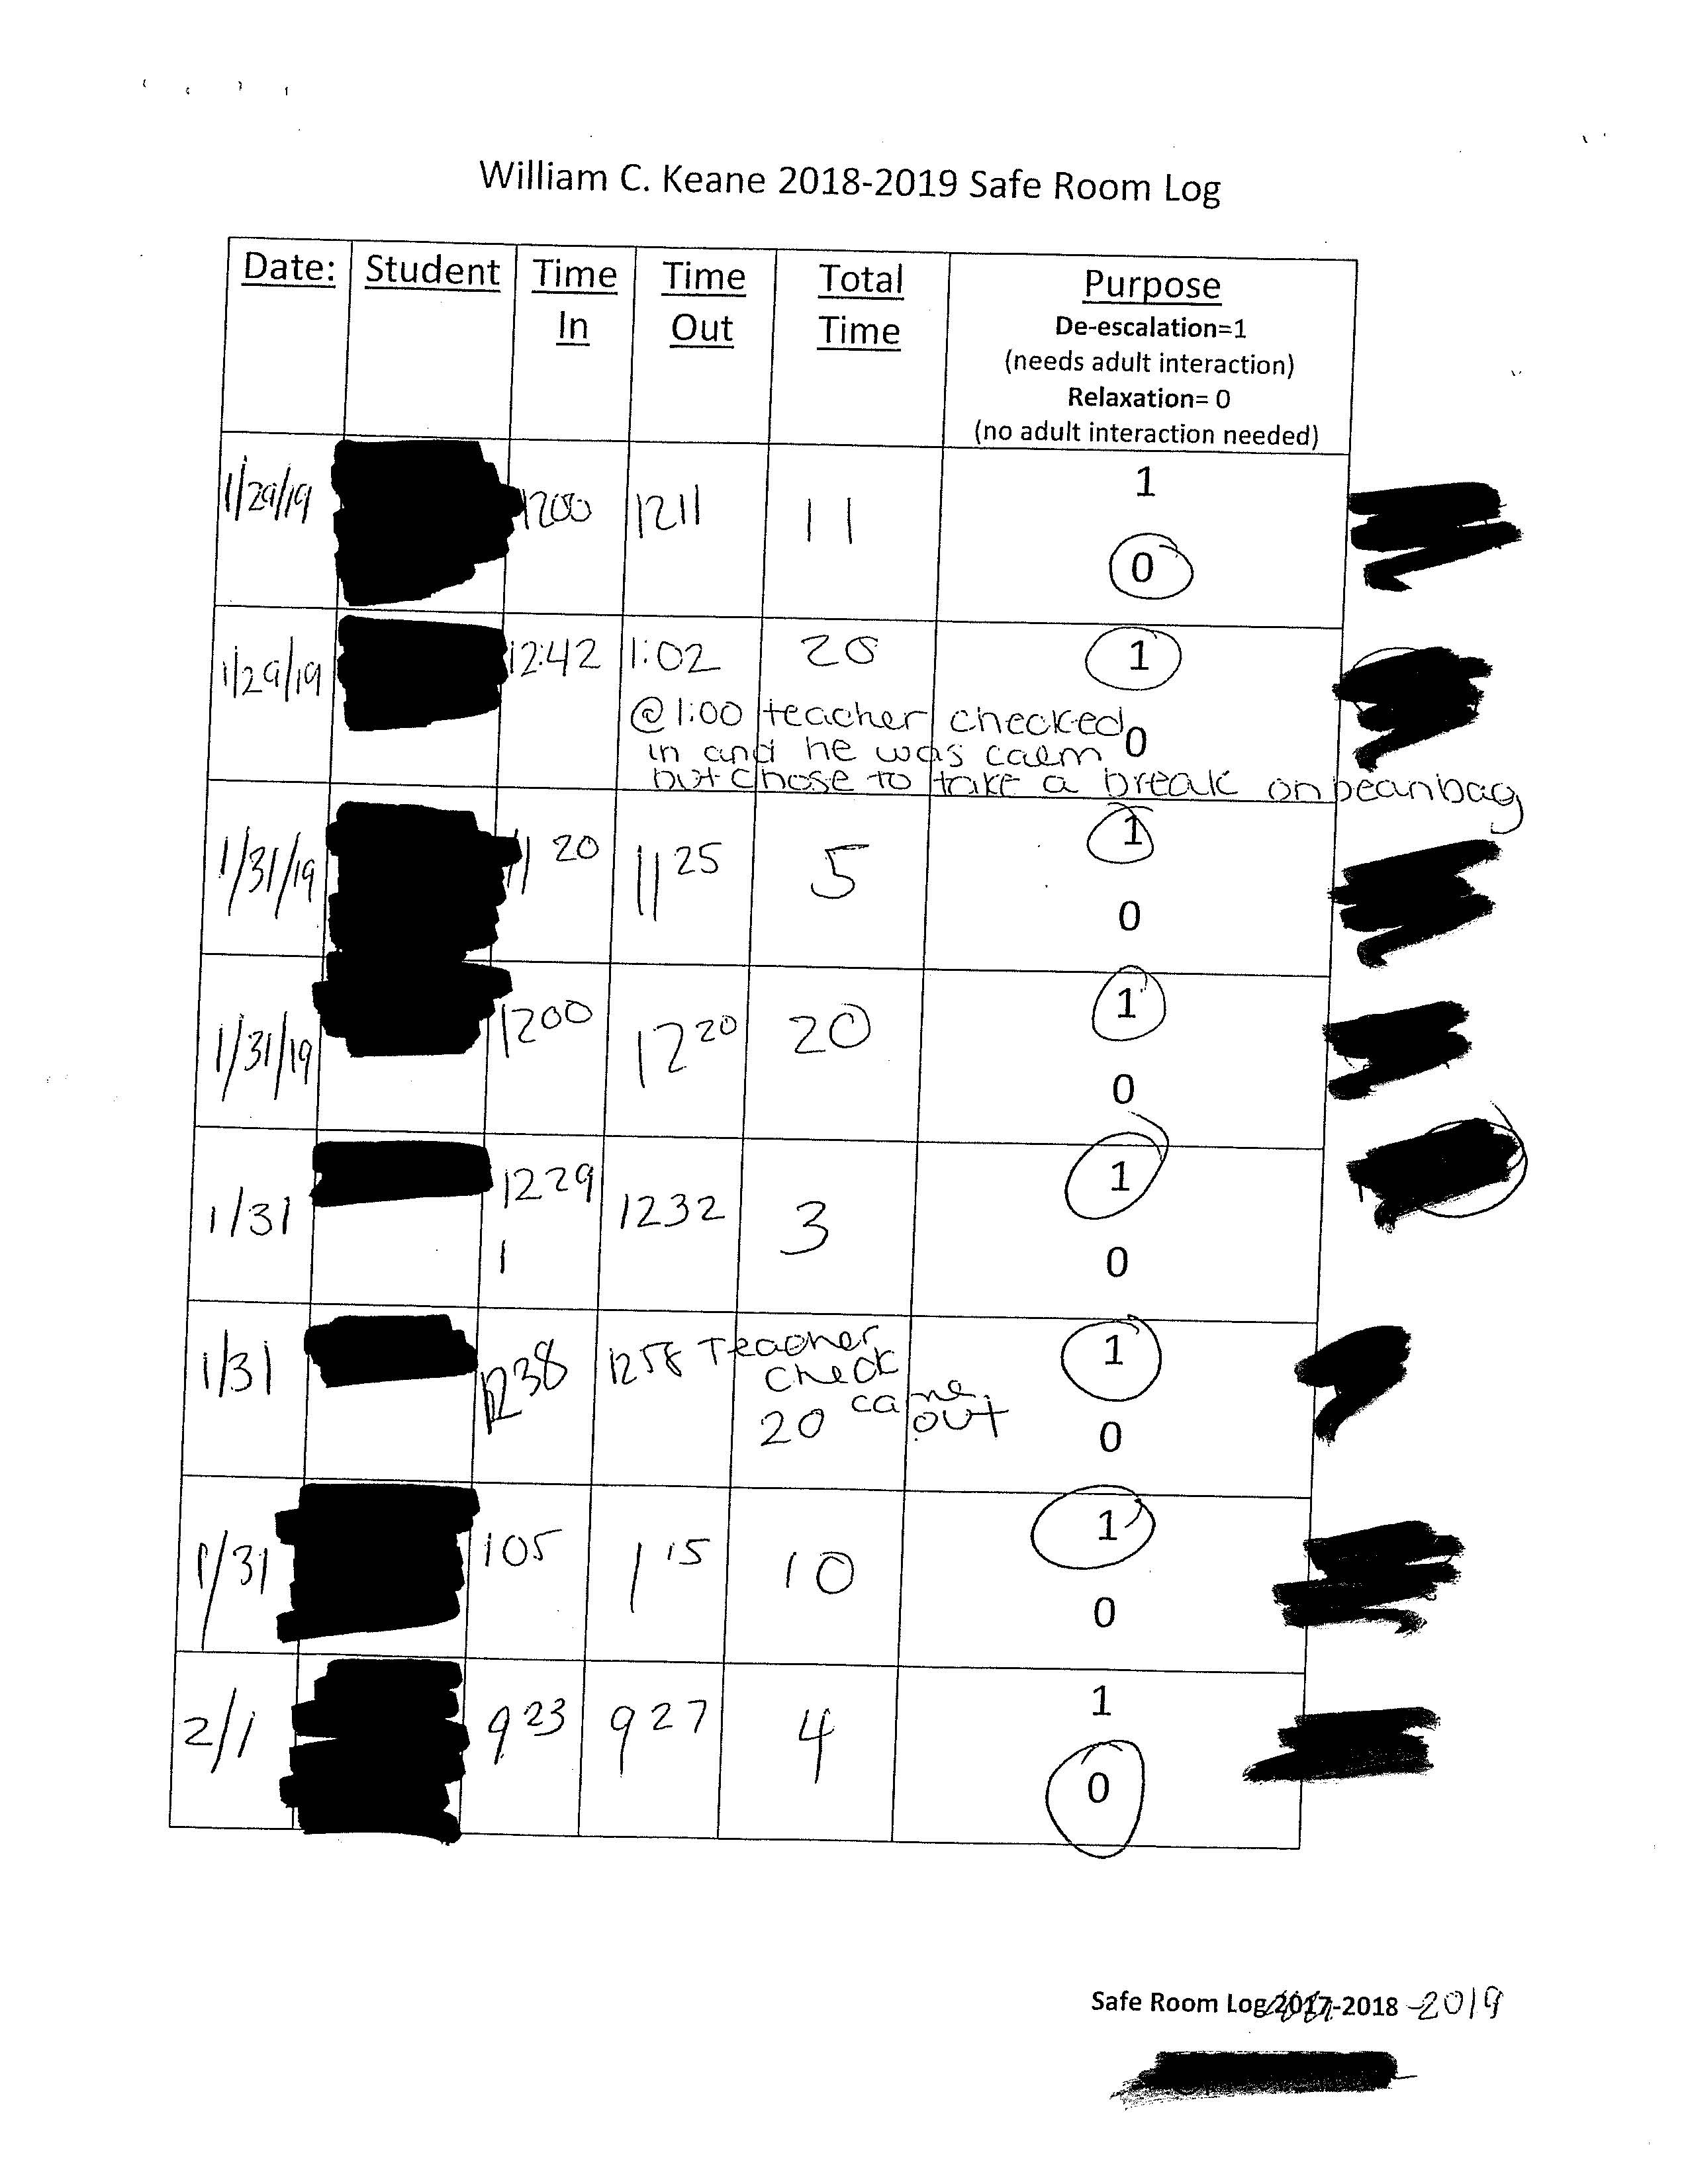 William C. Keane 2018-2019 Safe Room Log
Date: Student Time In Time Out Total Time Purpose
De-escalation=1
(needs adult interaction)
Relaxation= 0
(no adult interaction needed)
1/29/19 1200 1211 11 1
0
1/29/19 12:42 1:02 20 1
@ 1:00 teacher checked
in and he was calm 0
but chose to take a break on beanbag
1/31/19 11 20 11 25 5 1
0
1/31/19 1200 12 20 20 1
0
1/31 1229 1232 3 1
1 0
1/31 1238 1258 Teacher 1
check
came
20 out 0
1/31 105 1 15 10 1
0
2/1 9 23 9 27 4 1
0
Safe Room Log 2017-2018 -2019